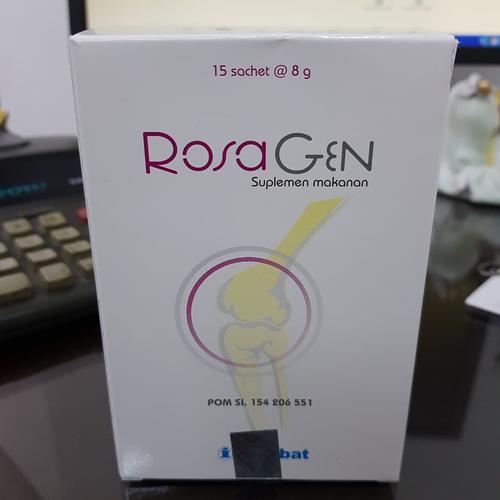 15 sachet @ 8 g
RosaGEN
Suplemen makanan
POM SI. 154 206 551